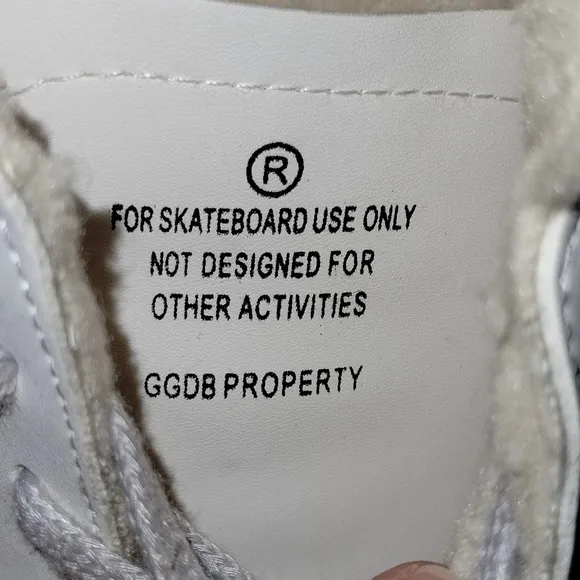 ®
FOR SKATEBOARD USE ONLY
NOT DESIGNED FOR
OTHER ACTIVITIES
GGDB PROPERTY